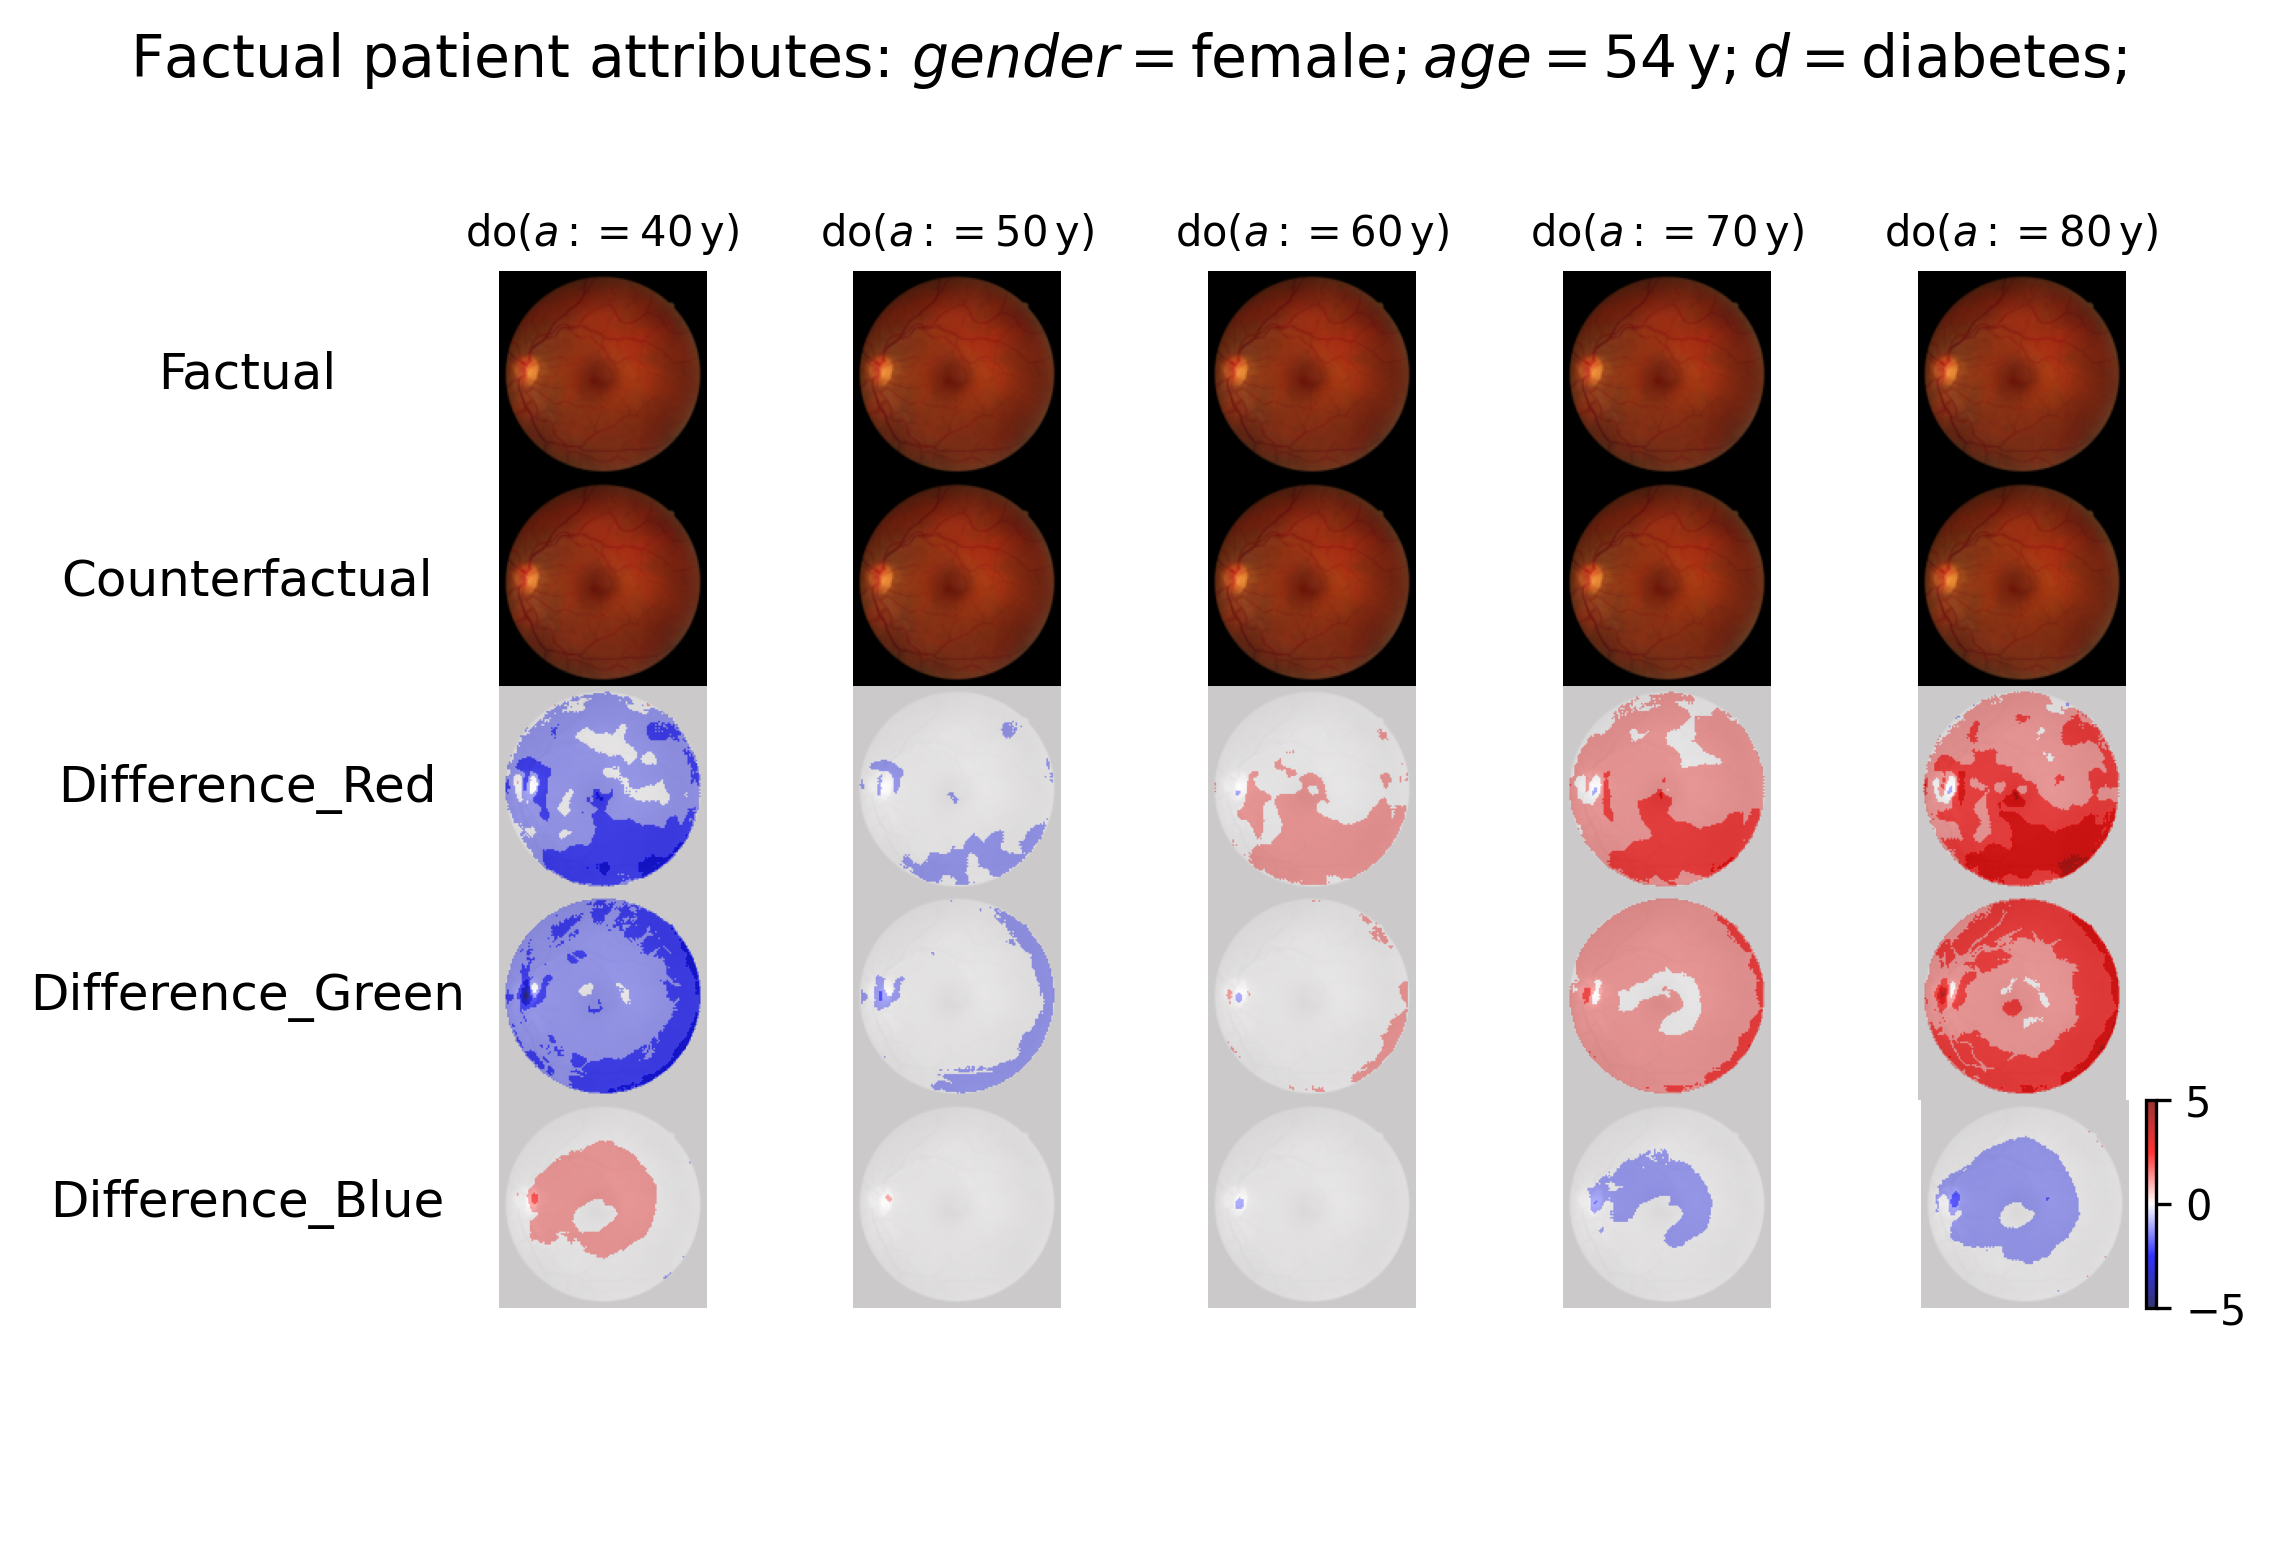 Factual patient attributes: gender = female; age = 54 y; d = diabetes;
do(a := 40 y) do(a := 50 y) do(a := 60 y) do(a := 70 y) do(a := 80 y)
Factual
Counterfactual
Difference_Red
Difference_Green
Difference_Blue
5
0
−5